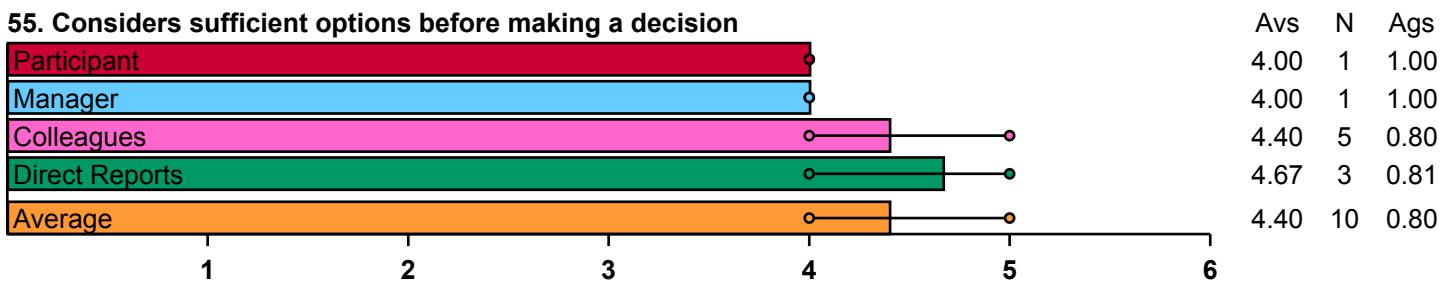 55. Considers sufficient options before making a decision Avs N Ags
Participant 4.00 1 1.00
Manager 4.00 1 1.00
Colleagues 4.40 5 0.80
Direct Reports 4.67 3 0.81
Average 4.40 10 0.80
1 2 3 4 5 6